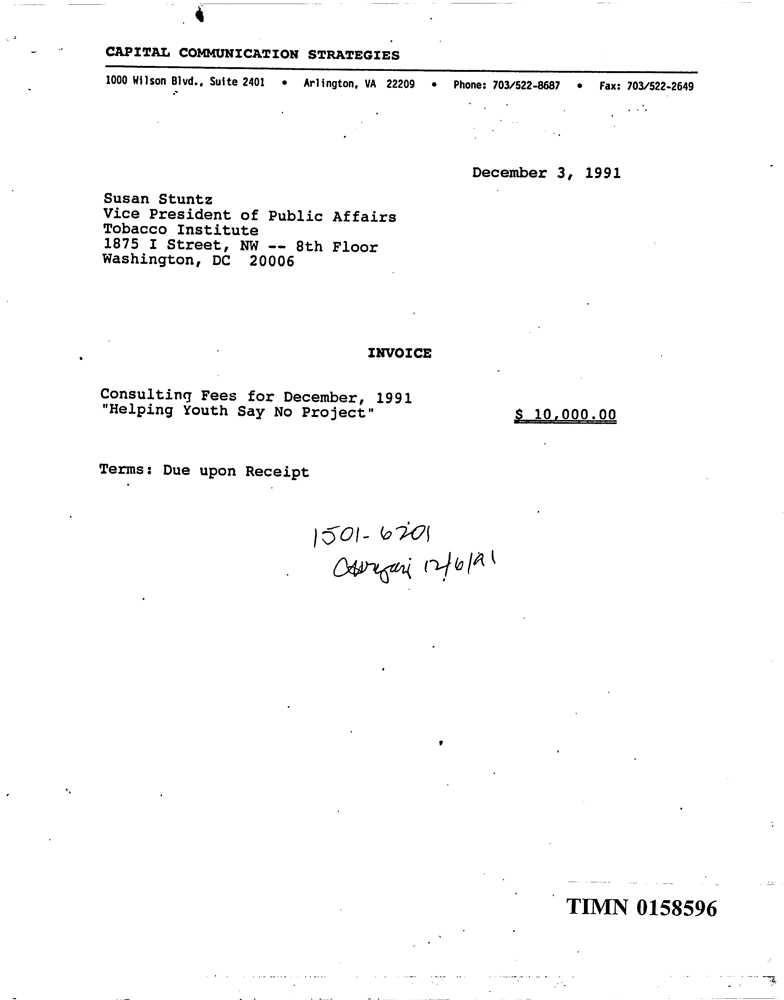 CAPITAL COMMUNICATION STRATEGIES
1000 Wilson Blvd., Suite 2401 • Arlington, VA 22209 • Phone: 703/522-8687 • Fax: 703/522-2649
December 3, 1991
Susan Stuntz
Vice President of Public Affairs
Tobacco Institute
1875 I Street, NW -- 8th Floor
Washington, DC 20006
INVOICE
Consulting Fees for December, 1991
"Helping Youth Say No Project" $ 10,000.00
Terms: Due upon Receipt
1501-6201
12/6/91
TIMN 0158596